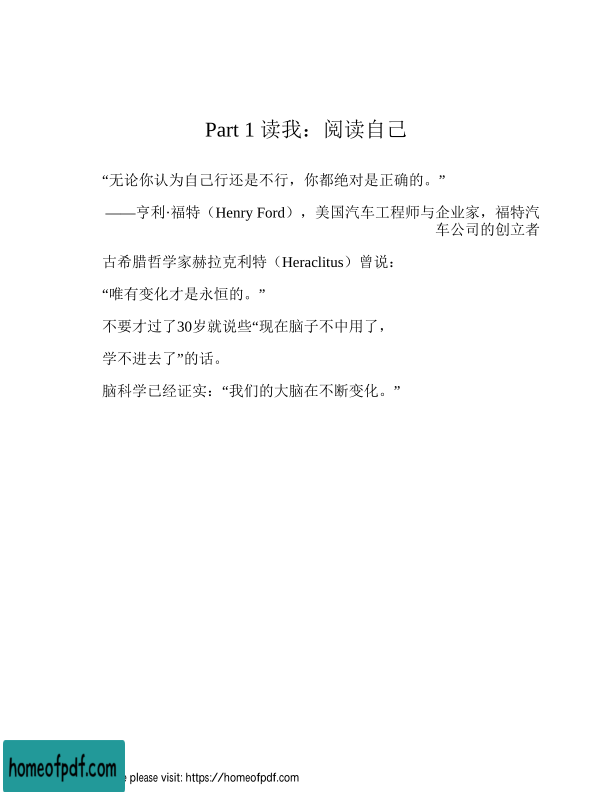 Part 1 读我：阅读自己
“无论你认为自己行还是不行，你都绝对是正确的。”
——亨利·福特（Henry Ford），美国汽车工程师与企业家，福特汽
车公司的创立者
古希腊哲学家赫拉克利特（Heraclitus）曾说：
“唯有变化才是永恒的。”
不要才过了30岁就说些“现在脑子不中用了，
学不进去了”的话。
脑科学已经证实：“我们的大脑在不断变化。”
homeofpdf.com
please visit: https://homeofpdf.com